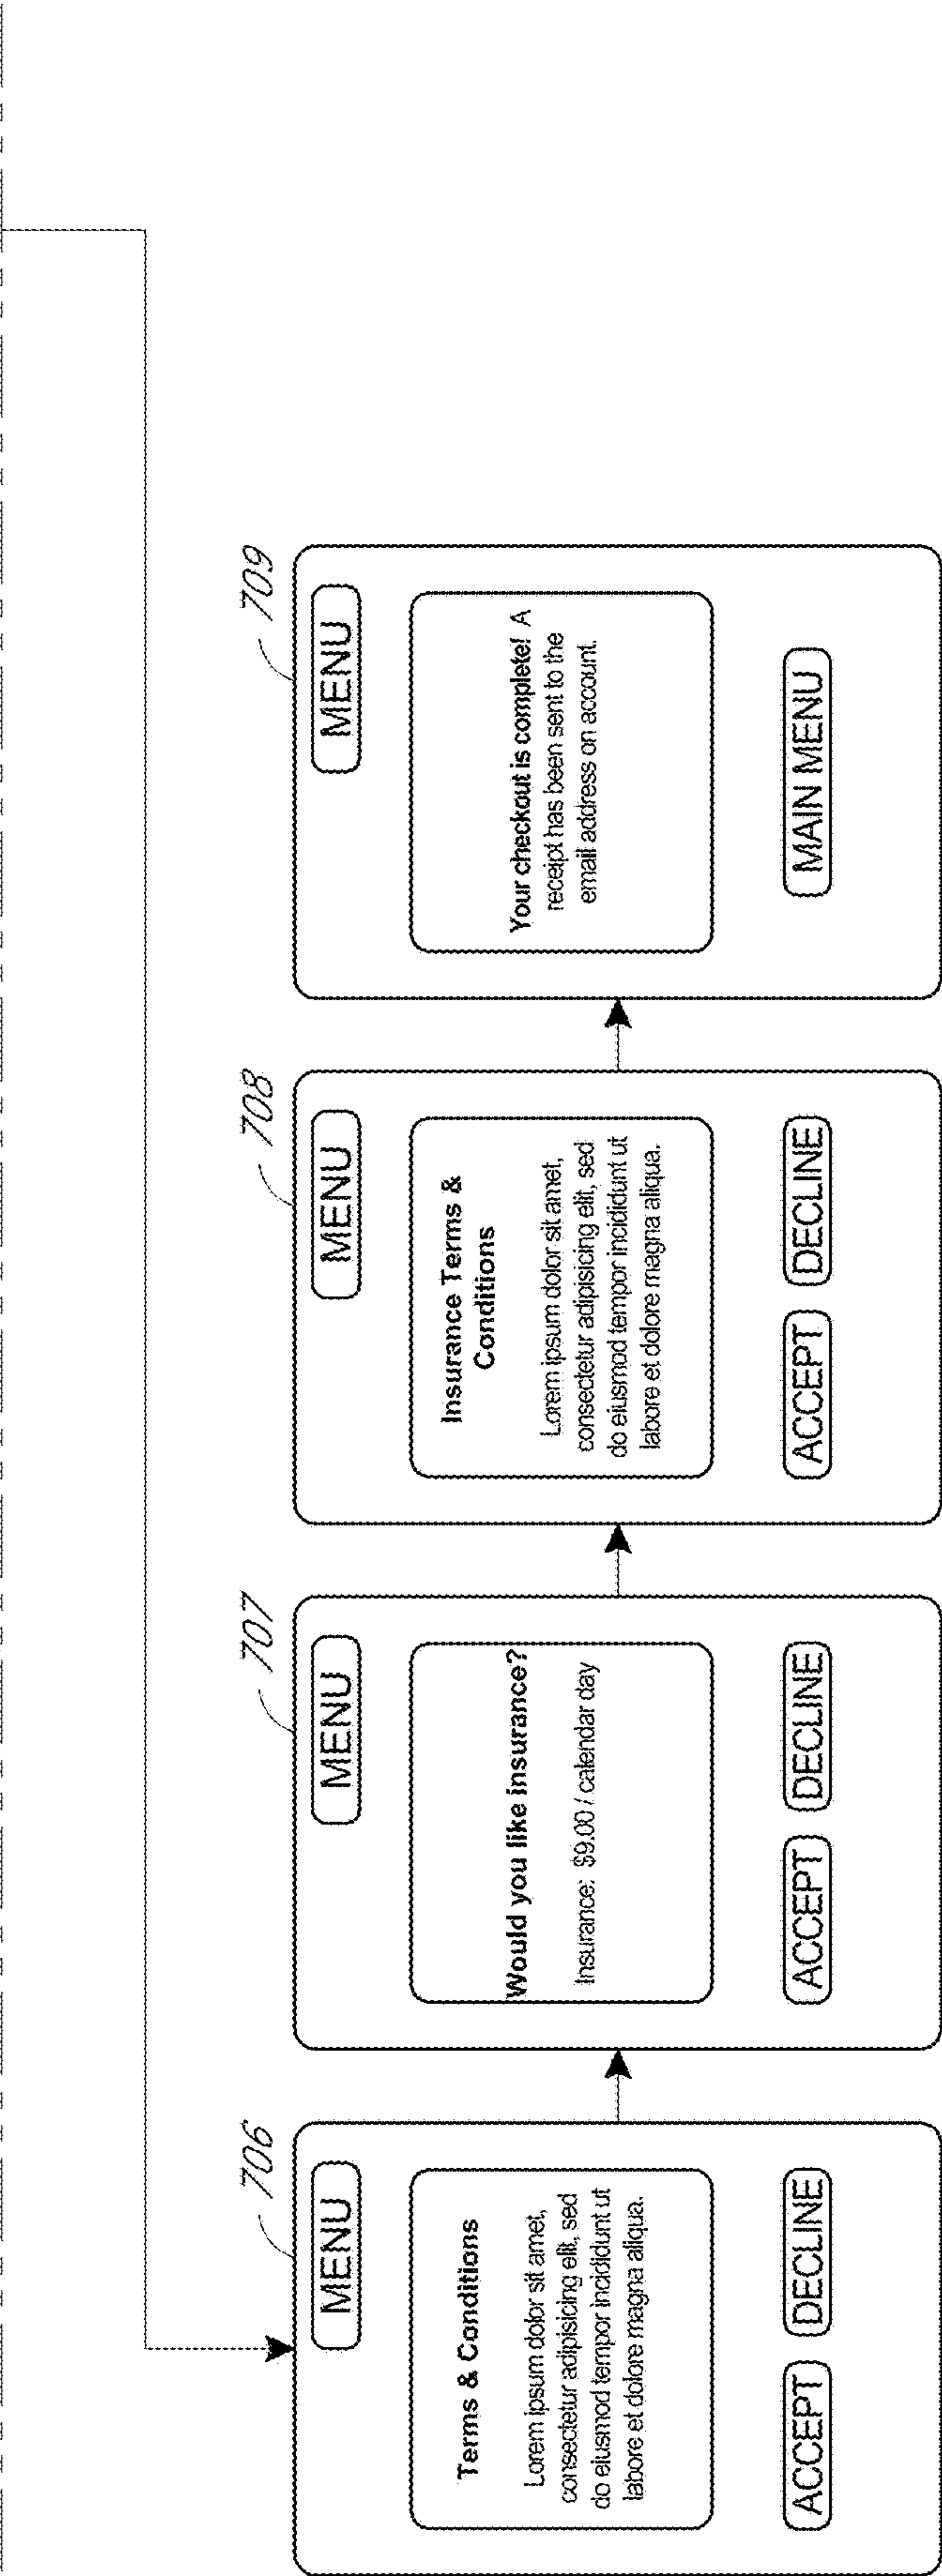 706
MENU
Terms & Conditions
Lorem ipsum dolor sit amet,
consectetur adipisicing elit, sed
do eiusmod tempor incididunt ut
labore et dolore magna aliqua.
ACCEPT
DECLINE
707
MENU
Would you like insurance?
Insurance: $9.00 / calendar day
ACCEPT
DECLINE
708
MENU
Insurance Terms &
Conditions
Lorem ipsum dolor sit amet,
consectetur adipisicing elit, sed
do eiusmod tempor incididunt ut
labore et dolore magna aliqua.
ACCEPT
DECLINE
709
MENU
Your checkout is complete! A
receipt has been sent to the
email address on account.
MAIN MENU